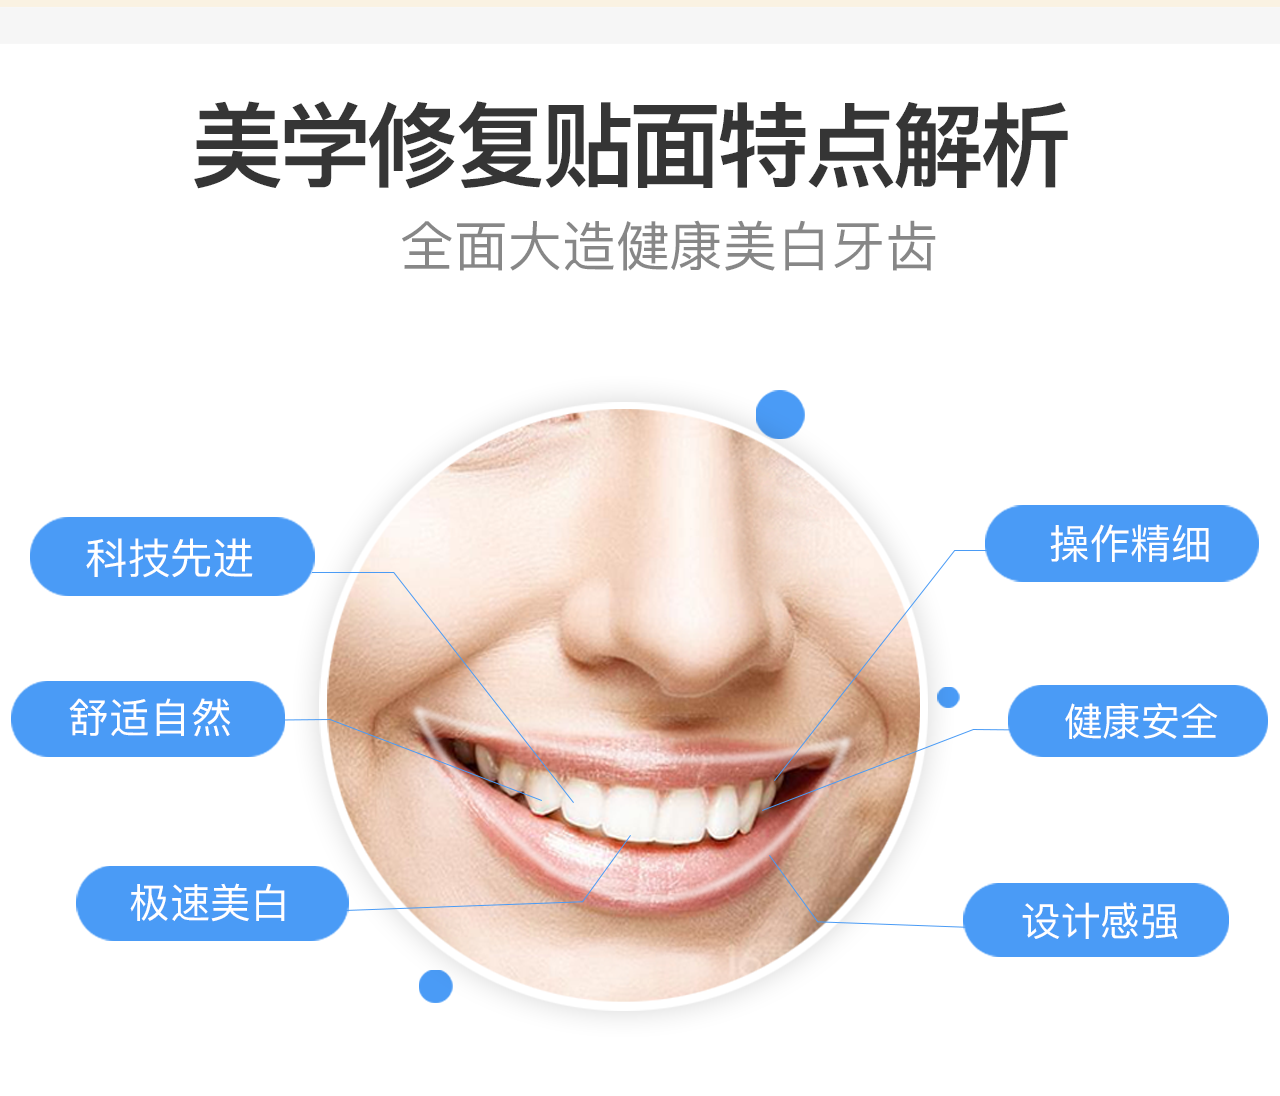 美学修复贴面特点解析
全面大造健康美白牙齿
科技先进
操作精细
舒适自然
健康安全
极速美白
设计感强